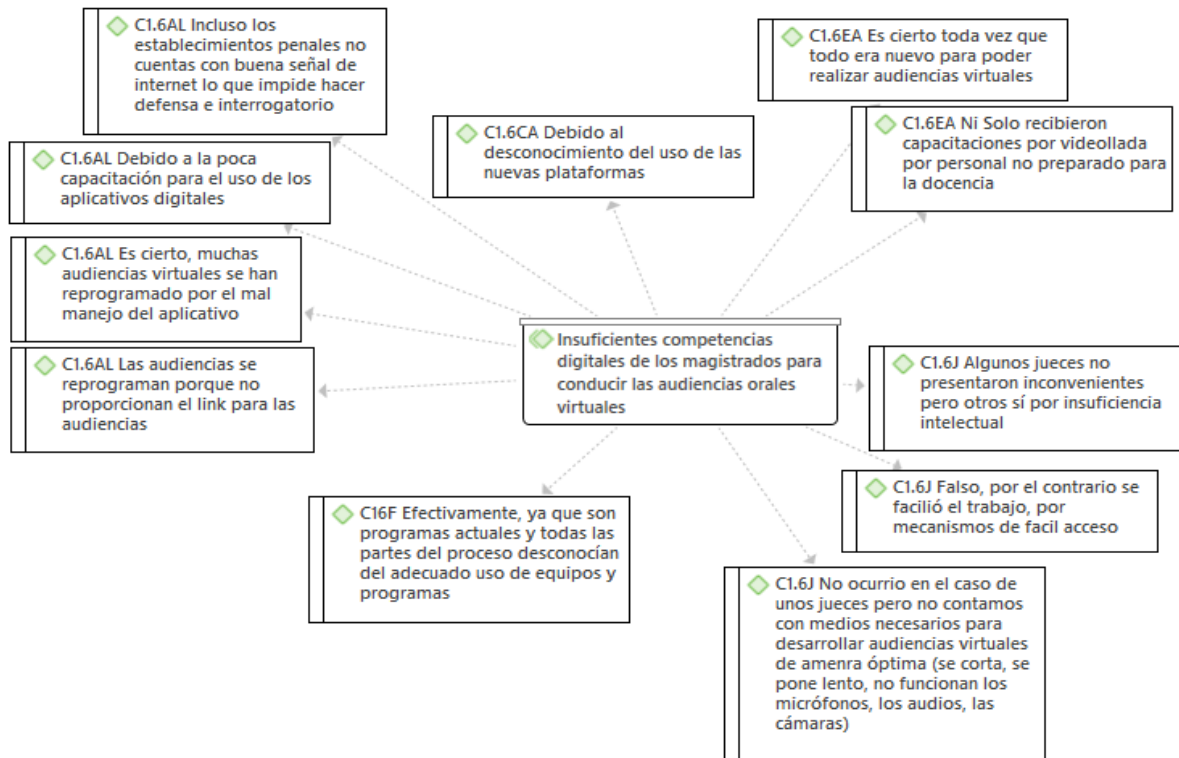 C1.6AL Incluso los
establecimientos penales no
cuentas con buena señal de
internet lo que impide hacer
defensa e interrogatorio
C1.6EA Es cierto toda vez que
todo era nuevo para poder
realizar audiencias virtuales
C1.6CA Debido al
desconocimiento del uso de las
nuevas plataformas
C1.6EA Ni Solo recibieron
capacitaciones por videollada
por personal no preparado para
la docencia
C1.6AL Debido a la poca
capacitación para el uso de los
aplicativos digitales
C1.6AL Es cierto, muchas
audiencias virtuales se han
reprogramado por el mal
manejo del aplicativo
Insuficientes competencias
digitales de los magistrados para
conducir las audiencias orales
virtuales
C1.6AL Las audiencias se
reprograman porque no
proporcionan el link para las
audiencias
C1.6J Algunos jueces no
presentaron inconvenientes
pero otros sí por insuficiencia
intelectual
C1.6J Falso, por el contrario se
facilió el trabajo, por
mecanismos de facil acceso
C16F Efectivamente, ya que son
programas actuales y todas las
partes del proceso desconocían
del adecuado uso de equipos y
programas
C1.6J No ocurrio en el caso de
unos jueces pero no contamos
con medios necesarios para
desarrollar audiencias virtuales
de amenra óptima (se corta, se
pone lento, no funcionan los
micrófonos, los audios, las
cámaras)